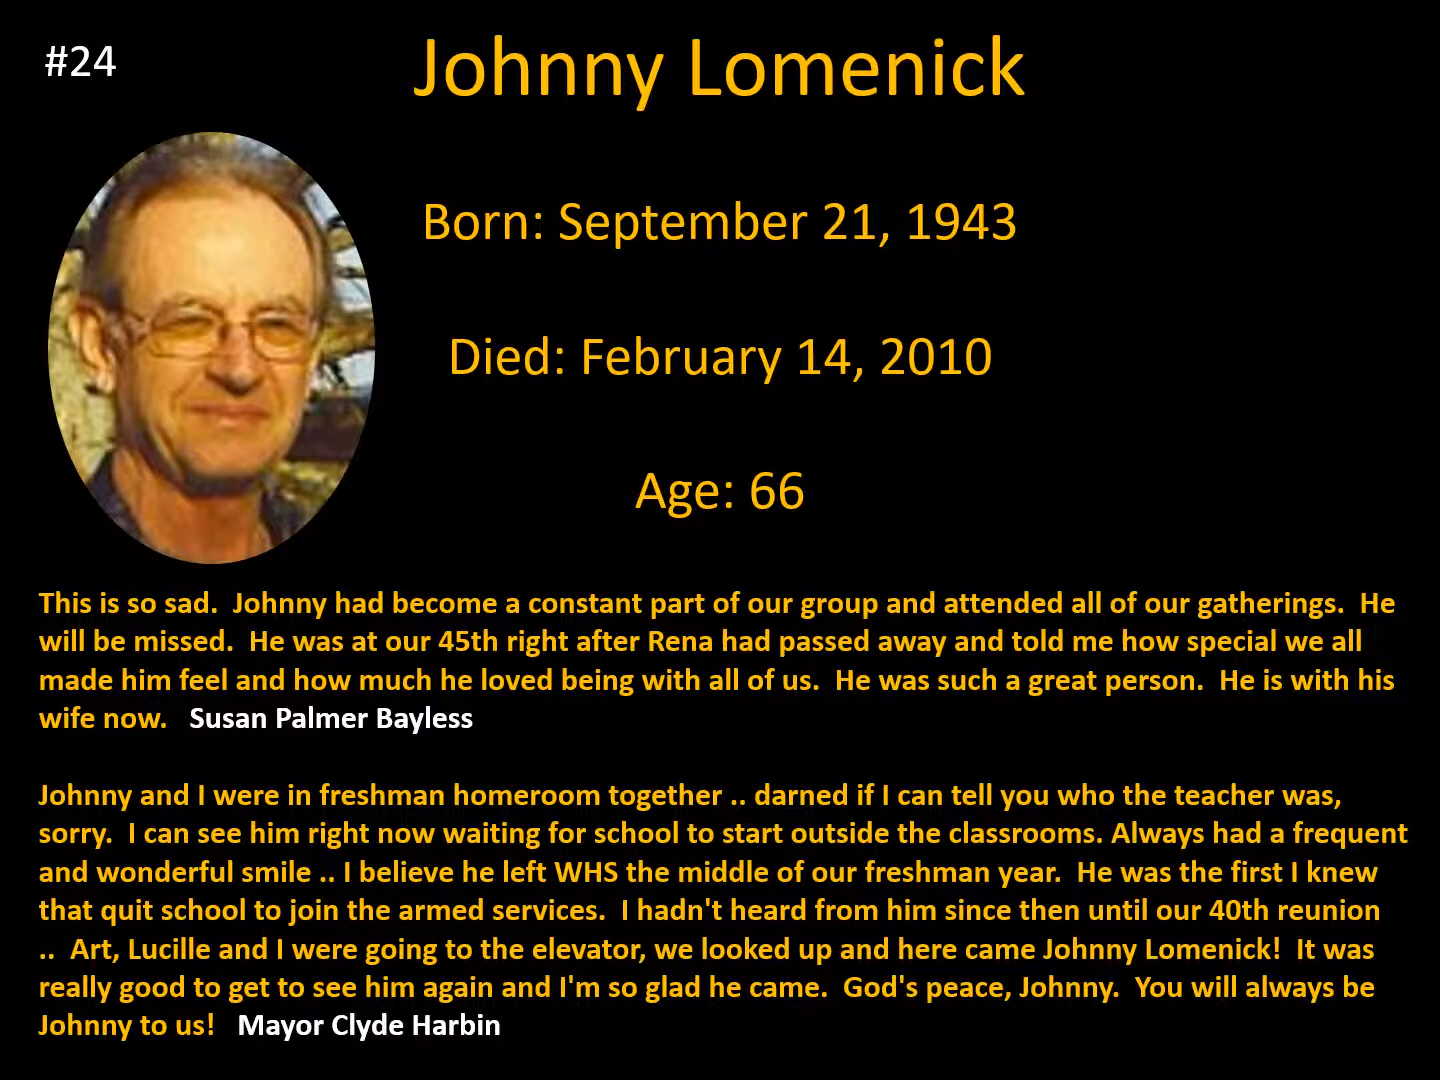 #24
Johnny Lomenick
Born: September 21, 1943
Died: February 14, 2010
Age: 66
This is so sad.  Johnny had become a constant part of our group and attended all of our gatherings.  He
will be missed.  He was at our 45th right after Rena had passed away and told me how special we all
made him feel and how much he loved being with all of us.  He was such a great person.  He is with his
wife now.   Susan Palmer Bayless
Johnny and I were in freshman homeroom together .. darned if I can tell you who the teacher was,
sorry.  I can see him right now waiting for school to start outside the classrooms. Always had a frequent
and wonderful smile .. I believe he left WHS the middle of our freshman year.  He was the first I knew
that quit school to join the armed services.  I hadn't heard from him since then until our 40th reunion
..  Art, Lucille and I were going to the elevator, we looked up and here came Johnny Lomenick!  It was
really good to get to see him again and I'm so glad he came.  God's peace, Johnny.  You will always be
Johnny to us!   Mayor Clyde Harbin